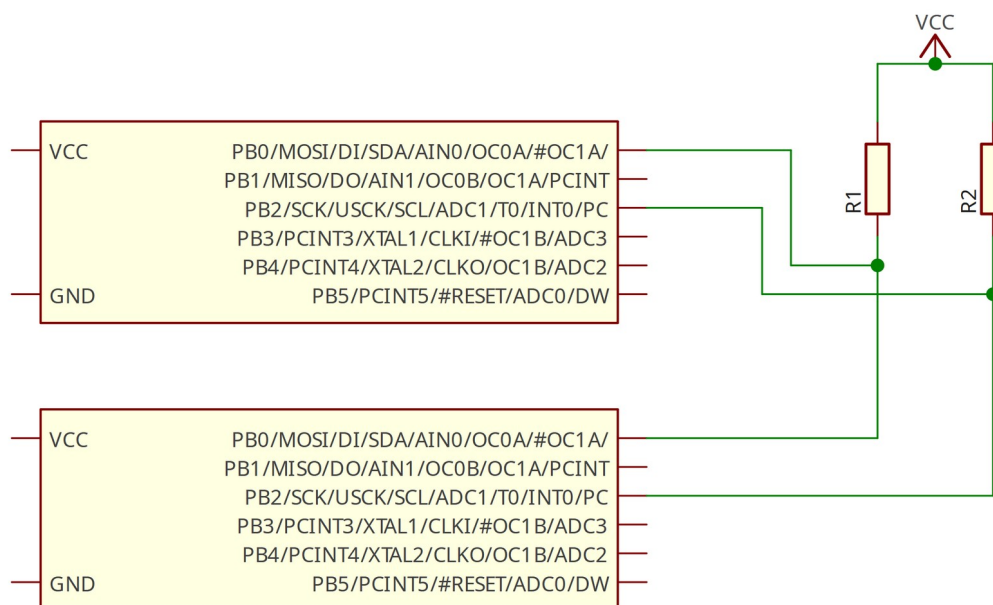 VCC
VCC
PB0/MOSI/DI/SDA/AIN0/OC0A/#OC1A/
PB1/MISO/DO/AIN1/OC0B/OC1A/PCINT
PB2/SCK/USCK/SCL/ADC1/T0/INT0/PC
PB3/PCINT3/XTAL1/CLKI/#OC1B/ADC3
PB4/PCINT4/XTAL2/CLKO/OC1B/ADC2
GND
PB5/PCINT5/#RESET/ADC0/DW
R1
R2
VCC
PB0/MOSI/DI/SDA/AIN0/OC0A/#OC1A/
PB1/MISO/DO/AIN1/OC0B/OC1A/PCINT
PB2/SCK/USCK/SCL/ADC1/T0/INT0/PC
PB3/PCINT3/XTAL1/CLKI/#OC1B/ADC3
PB4/PCINT4/XTAL2/CLKO/OC1B/ADC2
GND
PB5/PCINT5/#RESET/ADC0/DW